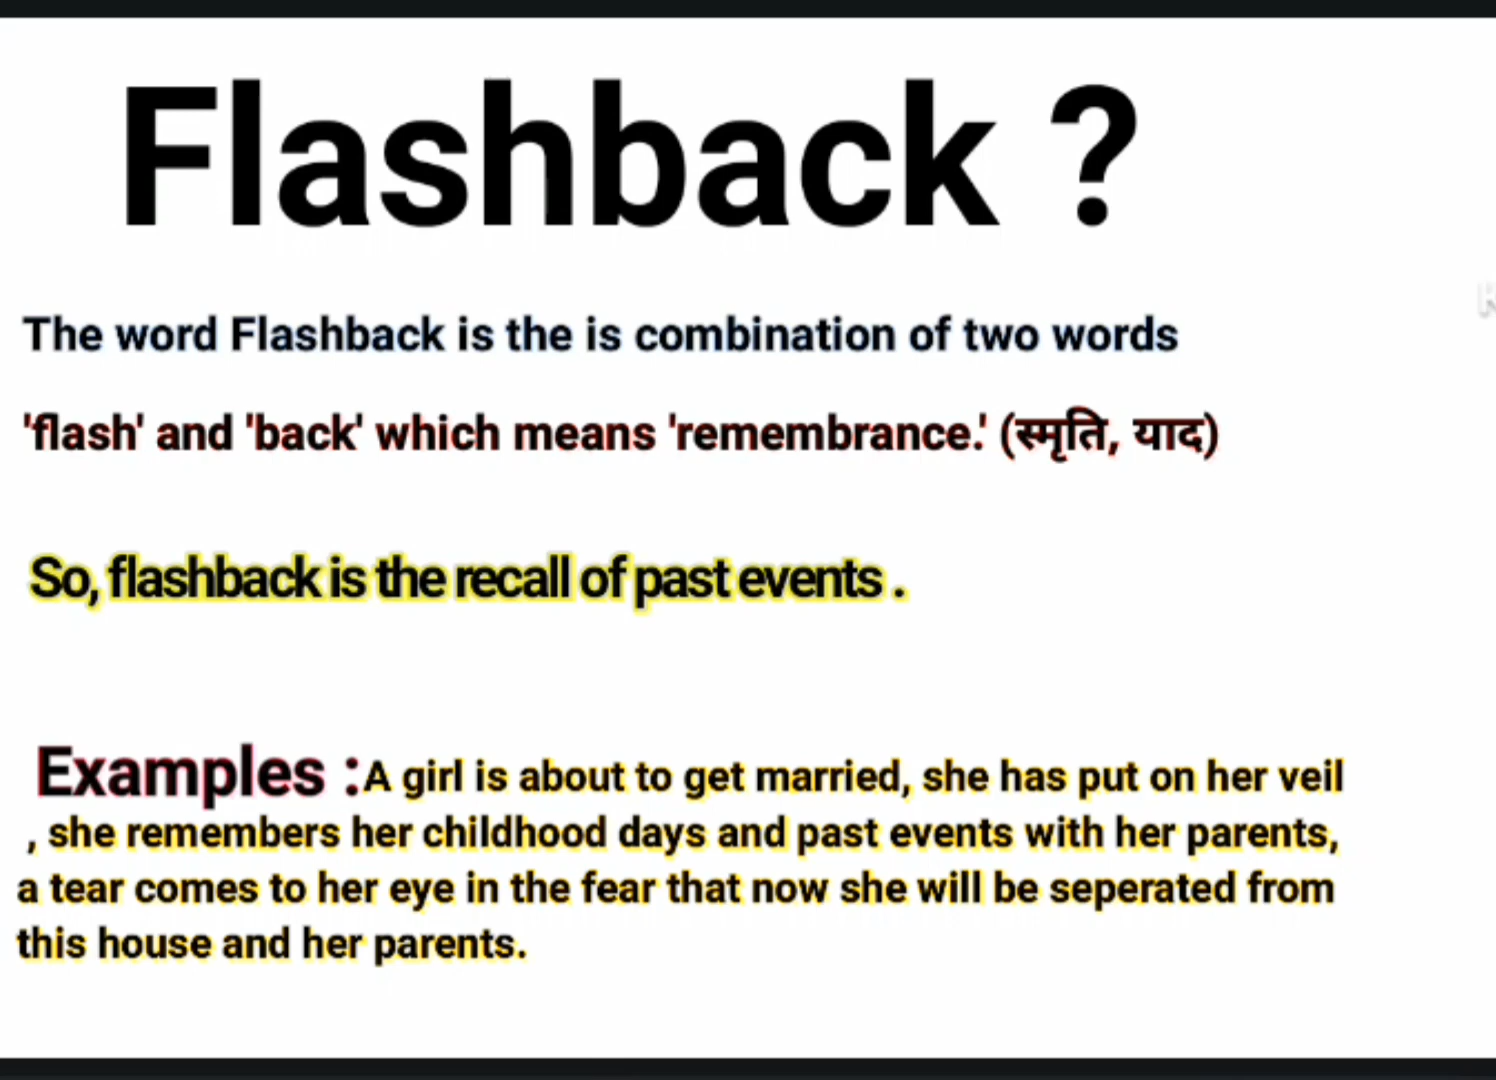 Flashback ?
The word Flashback is the is combination of two words
'flash' and 'back' which means 'remembrance.' (स्मृति, याद)
So, flashback is the recall of past events .
Examples :A girl is about to get married, she has put on her veil
, she remembers her childhood days and past events with her parents,
a tear comes to her eye in the fear that now she will be seperated from
this house and her parents.